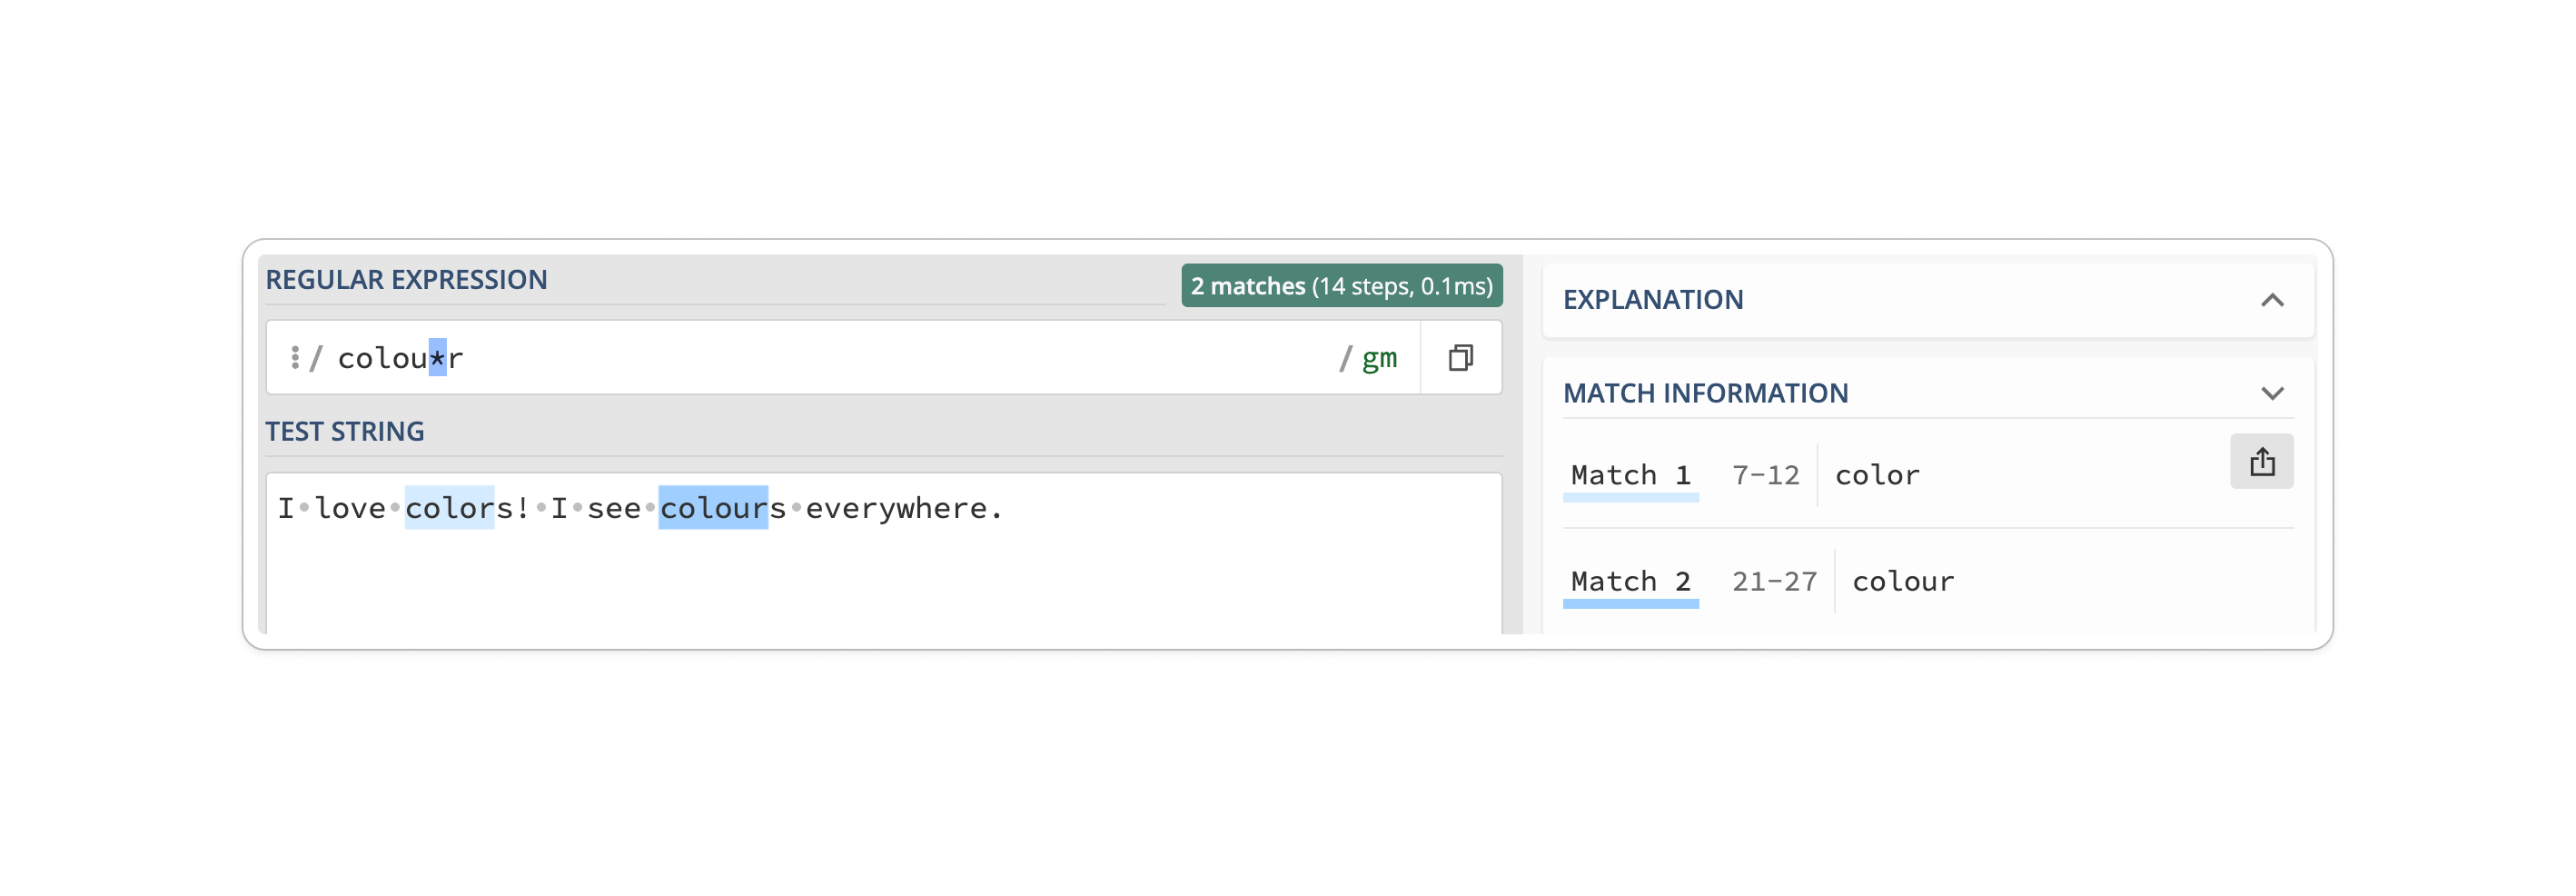 REGULAR EXPRESSION
2 matches (14 steps, 0.1ms)
/ colou*r / gm
TEST STRING
I·love·colors!·I·see·colours·everywhere.
EXPLANATION
MATCH INFORMATION
Match 1 7-12 color
Match 2 21-27 colour